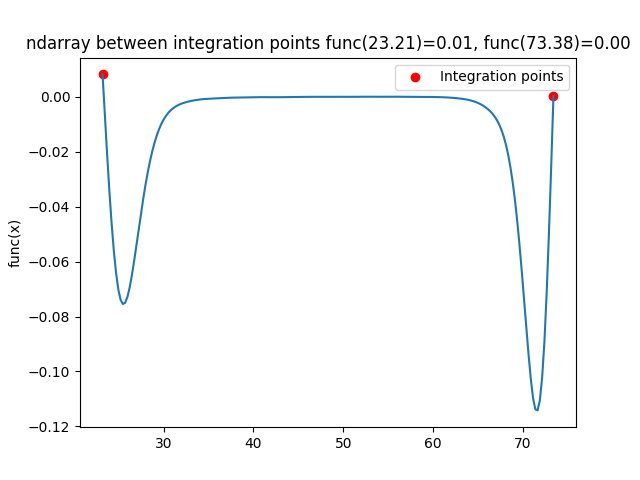 ndarray between integration points func(23.21)=0.01, func(73.38)=0.00
Integration points
func(x)
0.00
−0.02
−0.04
−0.06
−0.08
−0.10
−0.12
30 40 50 60 70